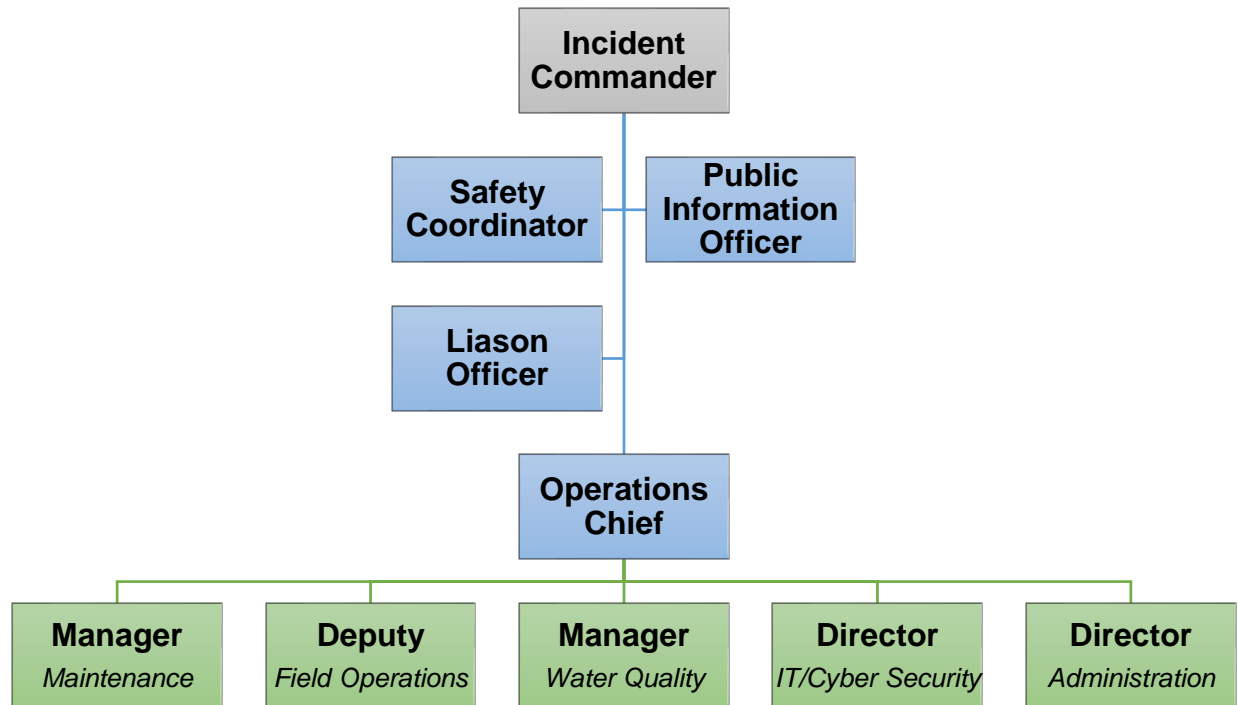 Incident
Commander
Safety
Coordinator
Public
Information
Officer
Liason
Officer
Operations
Chief
Manager
Maintenance
Deputy
Field Operations
Manager
Water Quality
Director
IT/Cyber Security
Director
Administration